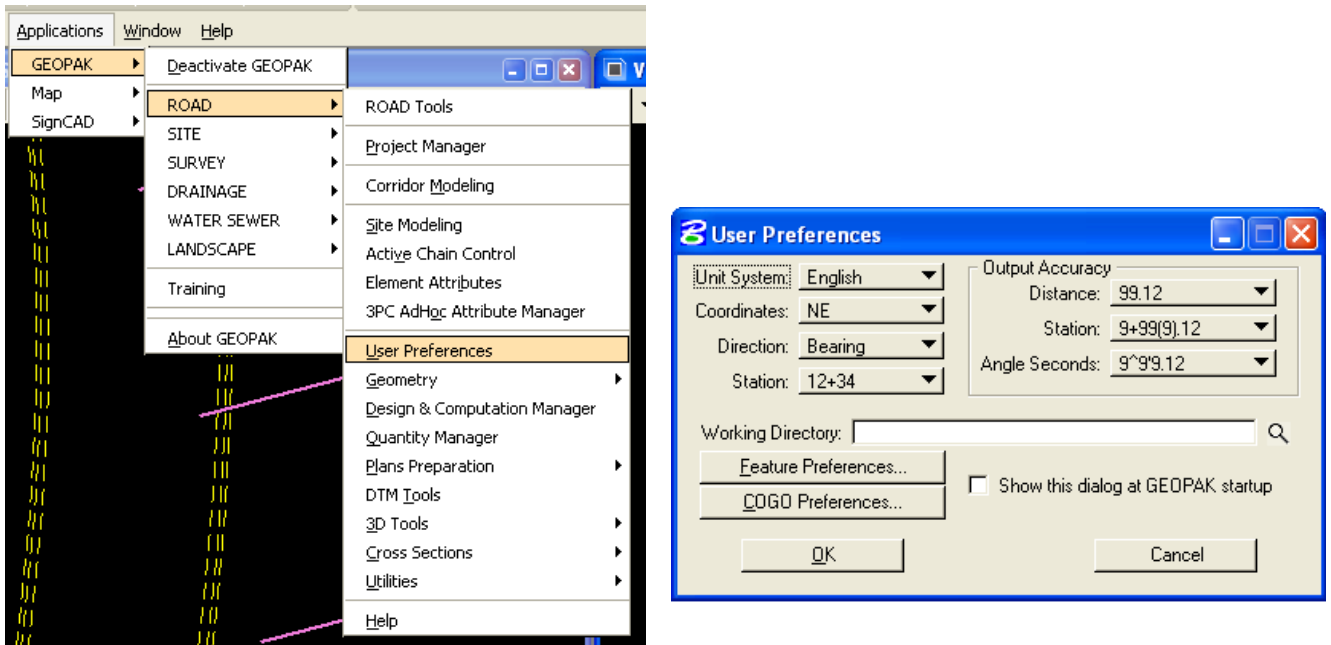 Applications Window Help
GEOPAK
Map
SignCAD
Deactivate GEOPAK
ROAD
SITE
SURVEY
DRAINAGE
WATER SEWER
LANDSCAPE
Training
About GEOPAK
ROAD Tools
Project Manager
Corridor Modeling
Site Modeling
Active Chain Control
Element Attributes
3PC AdHoc Attribute Manager
User Preferences
Geometry
Design & Computation Manager
Quantity Manager
Plans Preparation
DTM Tools
3D Tools
Cross Sections
Utilities
Help
V
User Preferences
Unit System: English
Coordinates: NE
Direction: Bearing
Station: 12+34
Output Accuracy
Distance: 99.12
Station: 9+99(9).12
Angle Seconds: 9^9'9.12
Working Directory:
Feature Preferences...
COGO Preferences...
Show this dialog at GEOPAK startup
OK Cancel